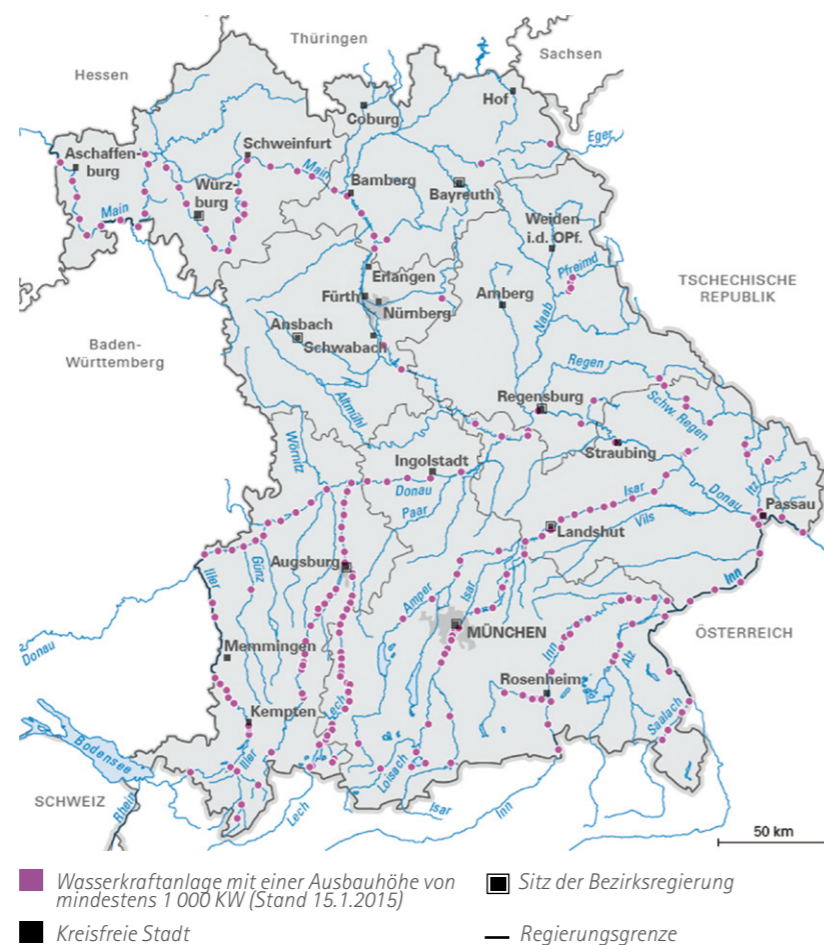 Thüringen
Sachsen
Hessen
Hof
Coburg
Eger
Schweinfurt
Aschaffen-
burg
Main
Bamberg
Würz-
burg
Bayreuth
Main
Weiden
i.d. OPf.
Pfreimd
Erlangen
TSCHECHISCHE
REPUBLIK
Fürth
Amberg
Nürnberg
Naab
Ansbach
Schwabach
Baden-
Württemberg
Regen
Altmühl
Regensburg
Schw. Regen
Wörnitz
Straubing
Ingolstadt
Donau
Isar
Donau
Itz
Paar
Passau
Vils
Landshut
Günz
Augsburg
Iller
Amper
Isar
Inn
MÜNCHEN
ÖSTERREICH
Donau
Memmingen
Inn
Alz
Rosenheim
Lech
Kempten
Saalach
Bodensee
Iller
Loisach
SCHWEIZ
Rhein
Lech
Isar
Inn
50 km
Wasserkraftanlage mit einer Ausbauhöhe von
mindestens 1 000 KW (Stand 15.1.2015)
Sitz der Bezirksregierung
Kreisfreie Stadt
Regierungsgrenze